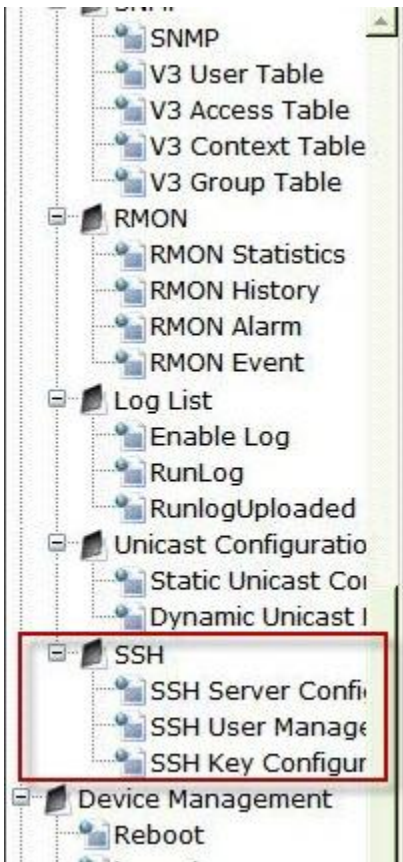 SNMP
SNMP
V3 User Table
V3 Access Table
V3 Context Table
V3 Group Table
RMON
RMON Statistics
RMON History
RMON Alarm
RMON Event
Log List
Enable Log
RunLog
RunlogUploaded
Unicast Configuratio
Static Unicast Co
Dynamic Unicast
SSH
SSH Server Confi
SSH User Manage
SSH Key Configur
Device Management
Reboot